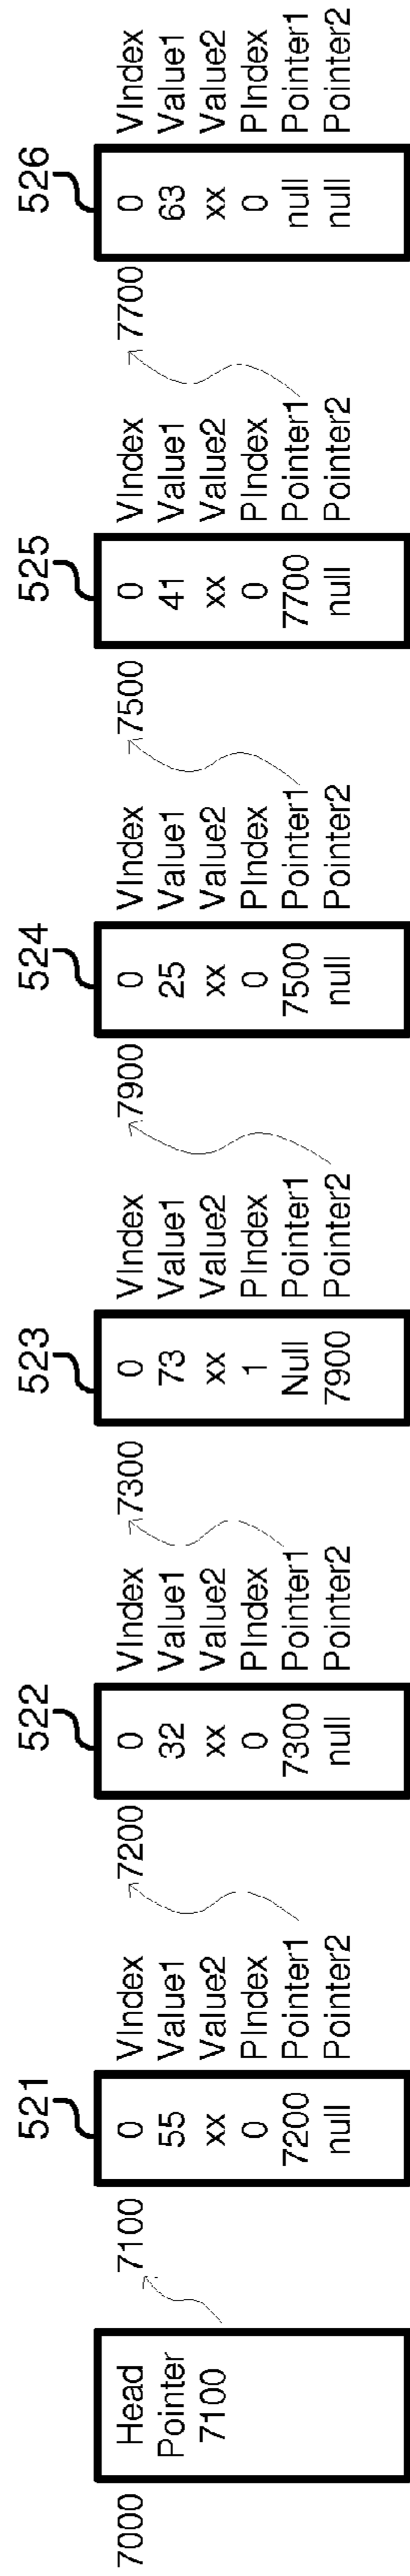 7000
Head
Pointer
7100
7100
521
0 VIndex
55 Value1
xx Value2
0 PIndex
7200 Pointer1
null Pointer2
7200
522
0 VIndex
32 Value1
xx Value2
0 PIndex
7300 Pointer1
null Pointer2
7300
523
0 VIndex
73 Value1
xx Value2
1 PIndex
Null Pointer1
7900 Pointer2
7900
524
0 VIndex
25 Value1
xx Value2
0 PIndex
7500 Pointer1
null Pointer2
7500
525
0 VIndex
41 Value1
xx Value2
0 PIndex
7700 Pointer1
null Pointer2
7700
526
0 VIndex
63 Value1
xx Value2
0 PIndex
null Pointer1
null Pointer2